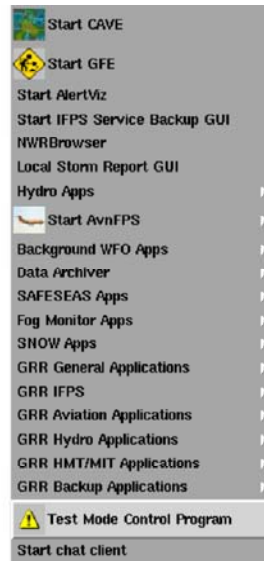 Start CAVE
Start GFE
Start AlertViz
Start IFPS Service Backup GUI
NWRBrowser
Local Storm Report GUI
Hydro Apps
Start AvnFPS
Background WFO Apps
Data Archiver
SAFESEAS Apps
Fog Monitor Apps
SNOW Apps
GRR General Applications
GRR IFPS
GRR Aviation Applications
GRR Hydro Applications
GRR HMT/MIT Applications
GRR Backup Applications
Test Mode Control Program
Start chat client